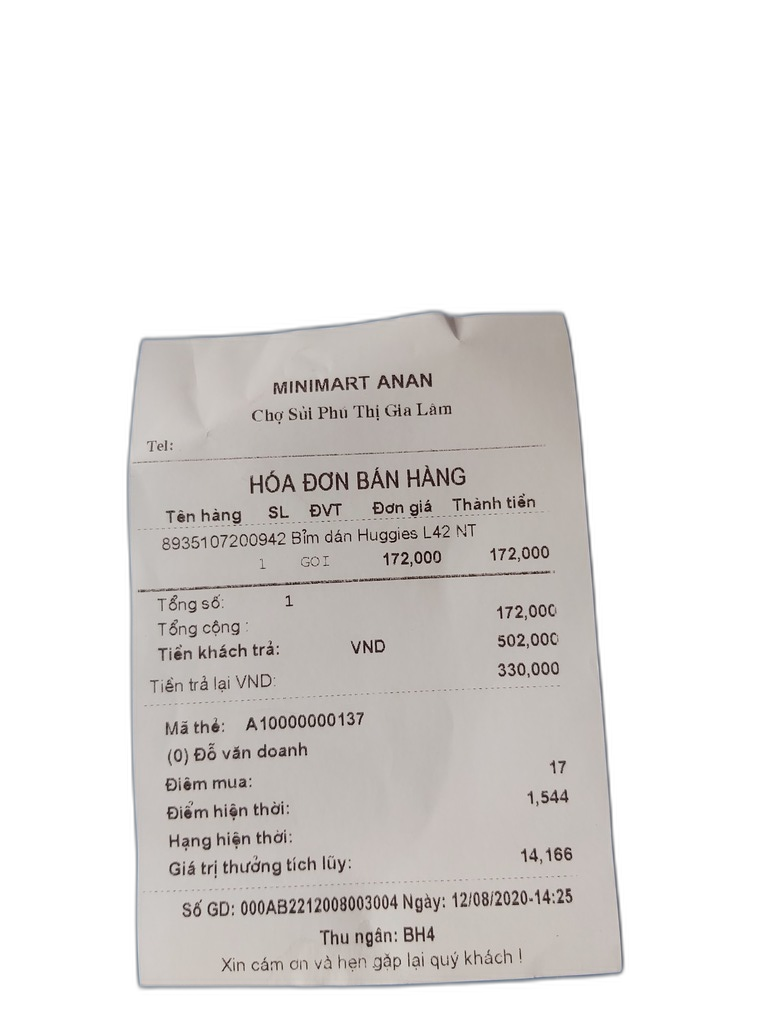 MINIMART ANAN
Chợ Sủi Phú Thị Gia Lâm
Tel:
HÓA ĐƠN BÁN HÀNG
Tên hàng SL ĐVT Đơn giá Thành tiền
8935107200942 Bỉm dán Huggies L42 NT
1 GOI 172,000 172,000
Tổng số: 1
Tổng cộng : 172,000
Tiền khách trả: VND 502,000
Tiền trả lại VND: 330,000
Mã thẻ: A10000000137
(0) Đỗ văn doanh
Điểm mua: 17
Điểm hiện thời: 1,544
Hạng hiện thời:
Giá trị thưởng tích lũy: 14,166
Số GD: 000AB2212008003004 Ngày: 12/08/2020-14:25
Thu ngân: BH4
Xin cám ơn và hẹn gặp lại quý khách !